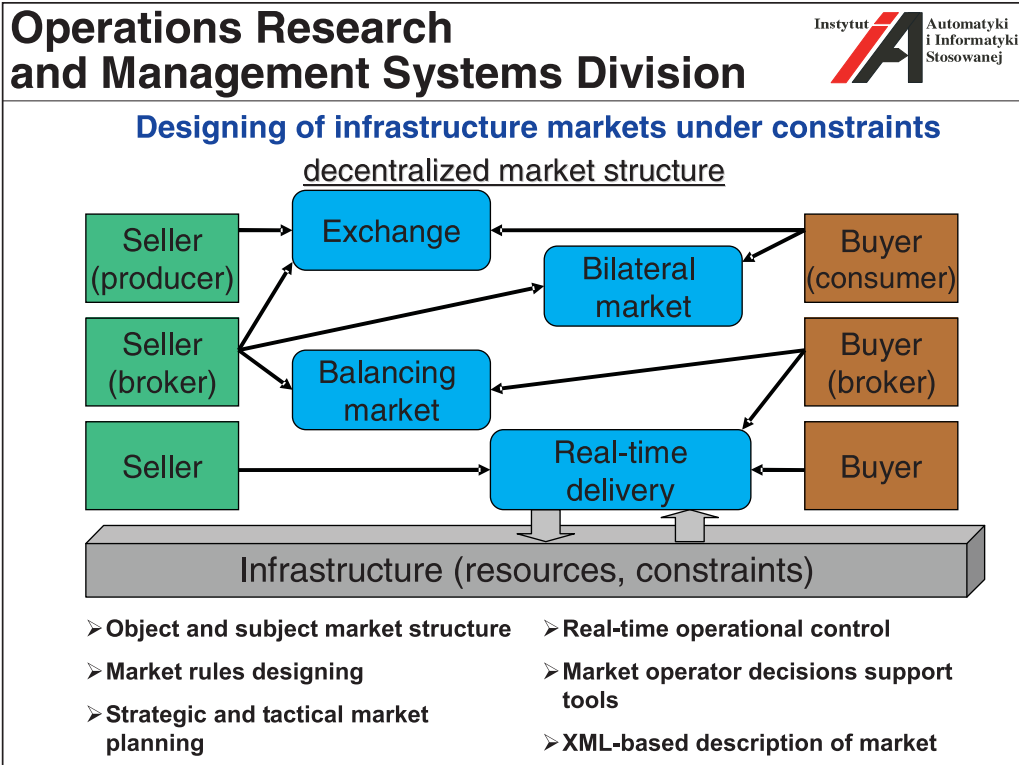 Operations Research
and Management Systems Division
Instytut
Automatyki
i Informatyki
Stosowanej
Designing of infrastructure markets under constraints
decentralized market structure
Seller
(producer)
Exchange
Bilateral
market
Buyer
(consumer)
Seller
(broker)
Balancing
market
Buyer
(broker)
Seller
Real-time
delivery
Buyer
Infrastructure (resources, constraints)
➢Object and subject market structure
➢Market rules designing
➢Strategic and tactical market
planning
➢Real-time operational control
➢Market operator decisions support
tools
➢XML-based description of market